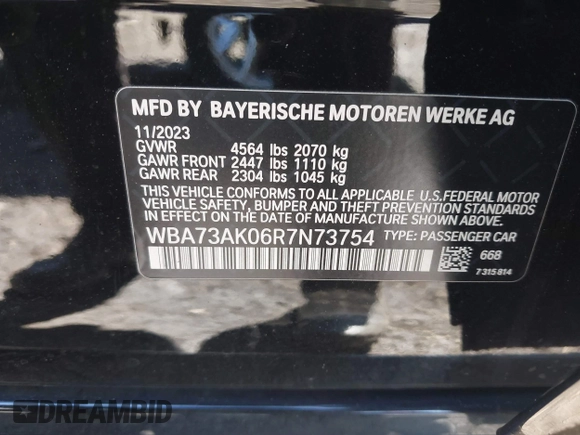 MFD BY BAYERISCHE MOTOREN WERKE AG
11/2023
GVWR 4564 lbs 2070 kg
GAWR FRONT 2447 lbs 1110 kg
GAWR REAR 2304 lbs 1045 kg
THIS VEHICLE CONFORMS TO ALL APPLICABLE U.S.FEDERAL MOTOR
VEHICLE SAFETY, BUMPER AND THEFT PREVENTION
STANDARDS IN EFFECT ON THE DATE OF
MANUFACTURE SHOWN ABOVE.
WBA73AK06R7N73754 TYPE: PASSENGER CAR
668
7315814
DREAMBID